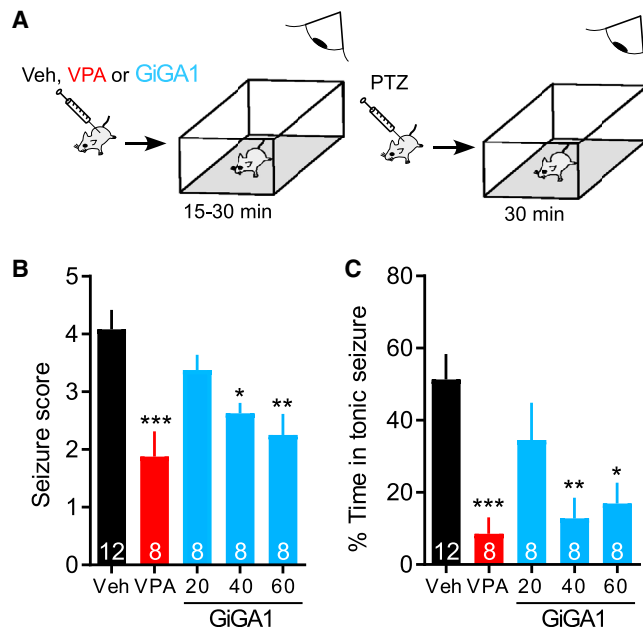 A
Veh, VPA or GiGA1
PTZ
15-30 min
30 min
B
Seizure score
5
4
3
2
1
0
***
*
**
12
8
8
8
8
Veh
VPA
20
40
60
GiGA1
C
% Time in tonic seizure
80
60
40
20
0
***
**
*
12
8
8
8
8
Veh
VPA
20
40
60
GiGA1